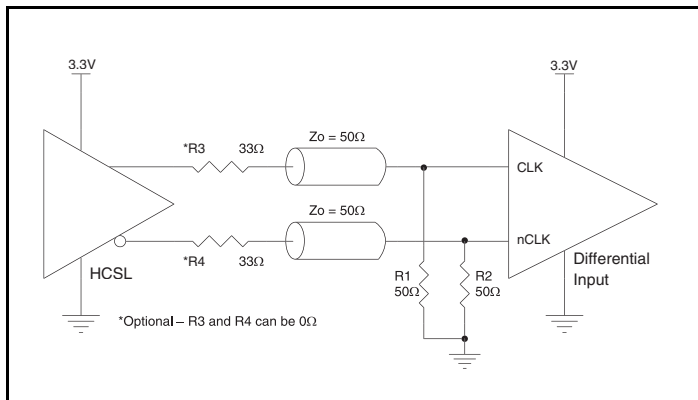 3.3V
3.3V
*R3 33Ω
Zo = 50Ω
CLK
Zo = 50Ω
nCLK
HCSL
*R4 33Ω
R1
50Ω
R2
50Ω
Differential
Input
*Optional – R3 and R4 can be 0Ω